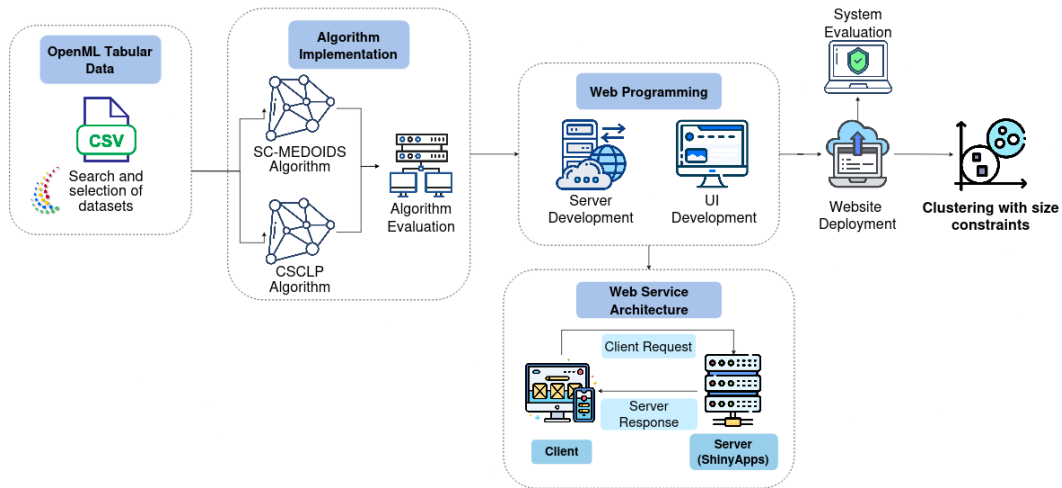 OpenML Tabular
Data
CSV
Search and
selection of
datasets
Algorithm
Implementation
SC-MEDOIDS
Algorithm
CSCLP
Algorithm
Algorithm
Evaluation
Web Programming
Server
Development
UI
Development
Web Service
Architecture
Client Request
Server
Response
Client
Server
(ShinyApps)
System
Evaluation
Website
Deployment
Clustering with size
constraints